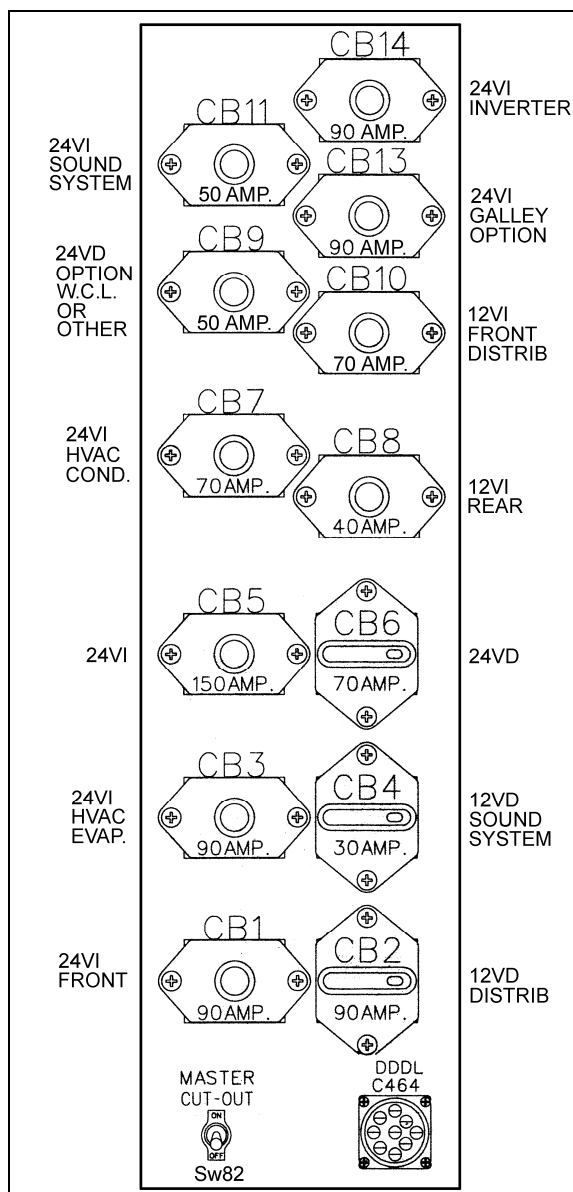 CB14
90 AMP.
24VI
INVERTER
CB11
50 AMP.
24VI
SOUND
SYSTEM
CB13
90 AMP.
24VI
GALLEY
OPTION
CB9
50 AMP.
24VD
OPTION
W.C.L.
OR
OTHER
CB10
70 AMP.
12VI
FRONT
DISTRIB
CB7
70AMP.
24VI
HVAC
COND.
CB8
40AMP.
12VI
REAR
CB5
150AMP.
24VI
CB6
70AMP.
24VD
CB3
90AMP.
24VI
HVAC
EVAP.
CB4
30AMP.
12VD
SOUND
SYSTEM
CB1
90AMP.
24VI
FRONT
CB2
90AMP.
12VD
DISTRIB
MASTER
CUT-OUT
ON
OFF
Sw82
DDDL
C464